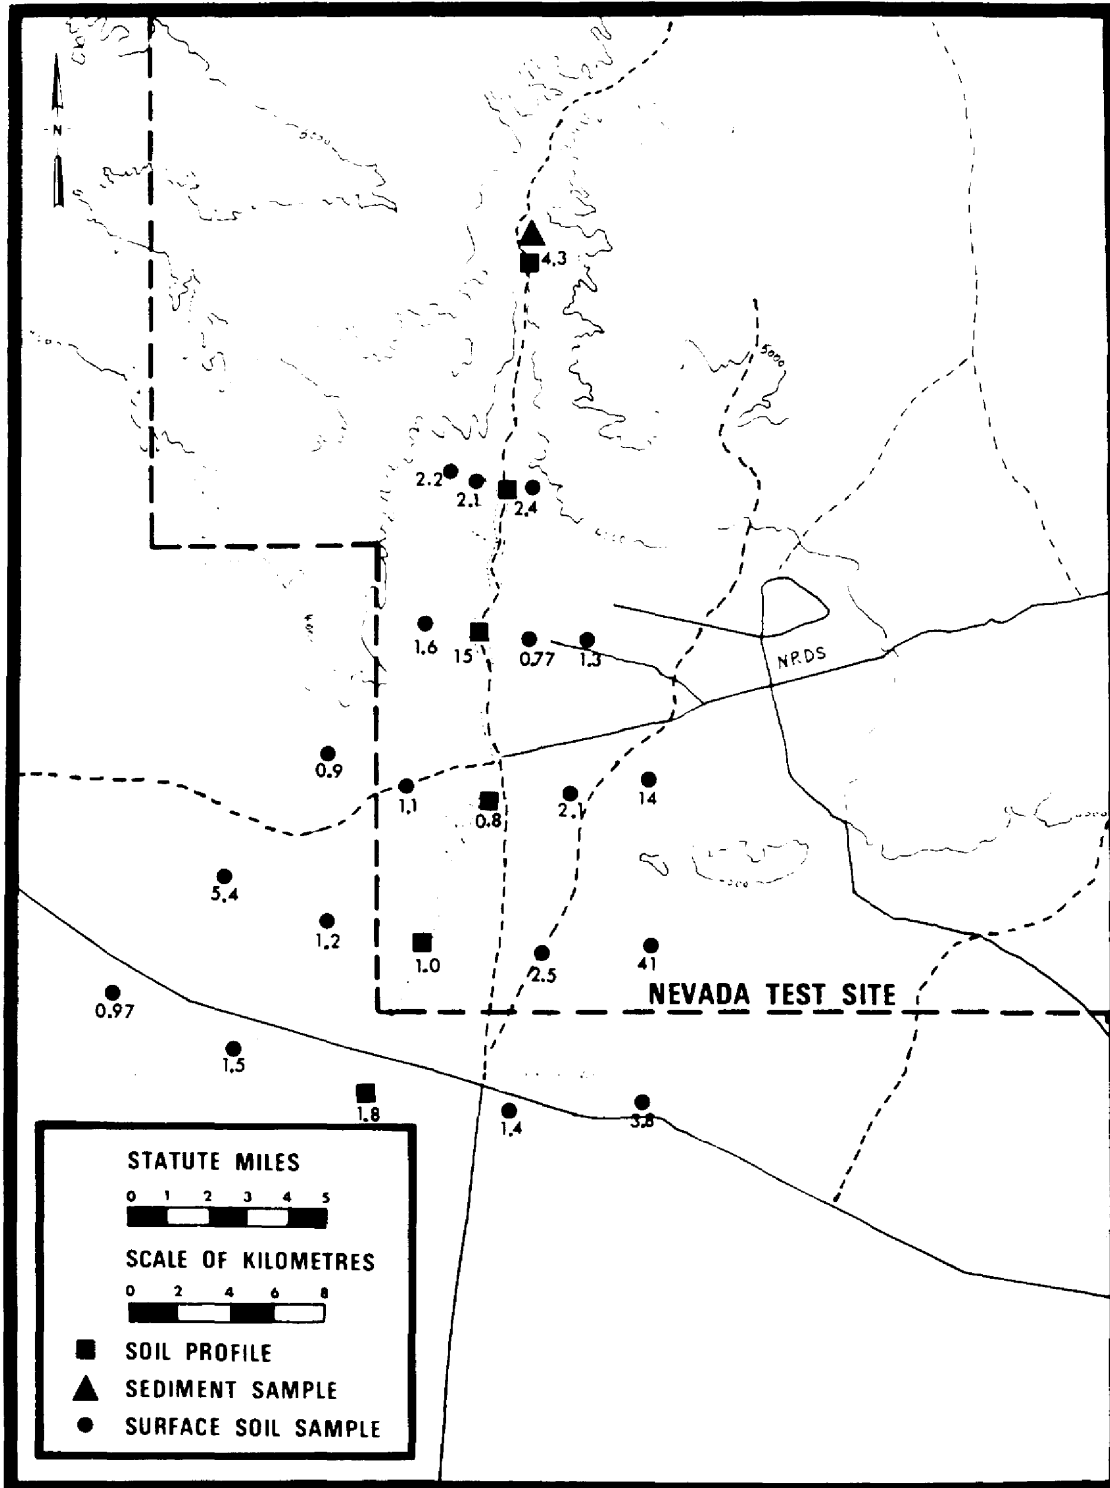 5000
N
4.3
5000
2.2
2.1
2.4
1.6
15
0.77
1.3
NRDS
0.9
1.1
0.8
2.1
14
5.4
1.2
1.0
2.5
41
0.97
NEVADA TEST SITE
1.5
1.8
1.4
3.8
STATUTE MILES
0 1 2 3 4 5
SCALE OF KILOMETRES
0 2 4 6 8
SOIL PROFILE
SEDIMENT SAMPLE
SURFACE SOIL SAMPLE